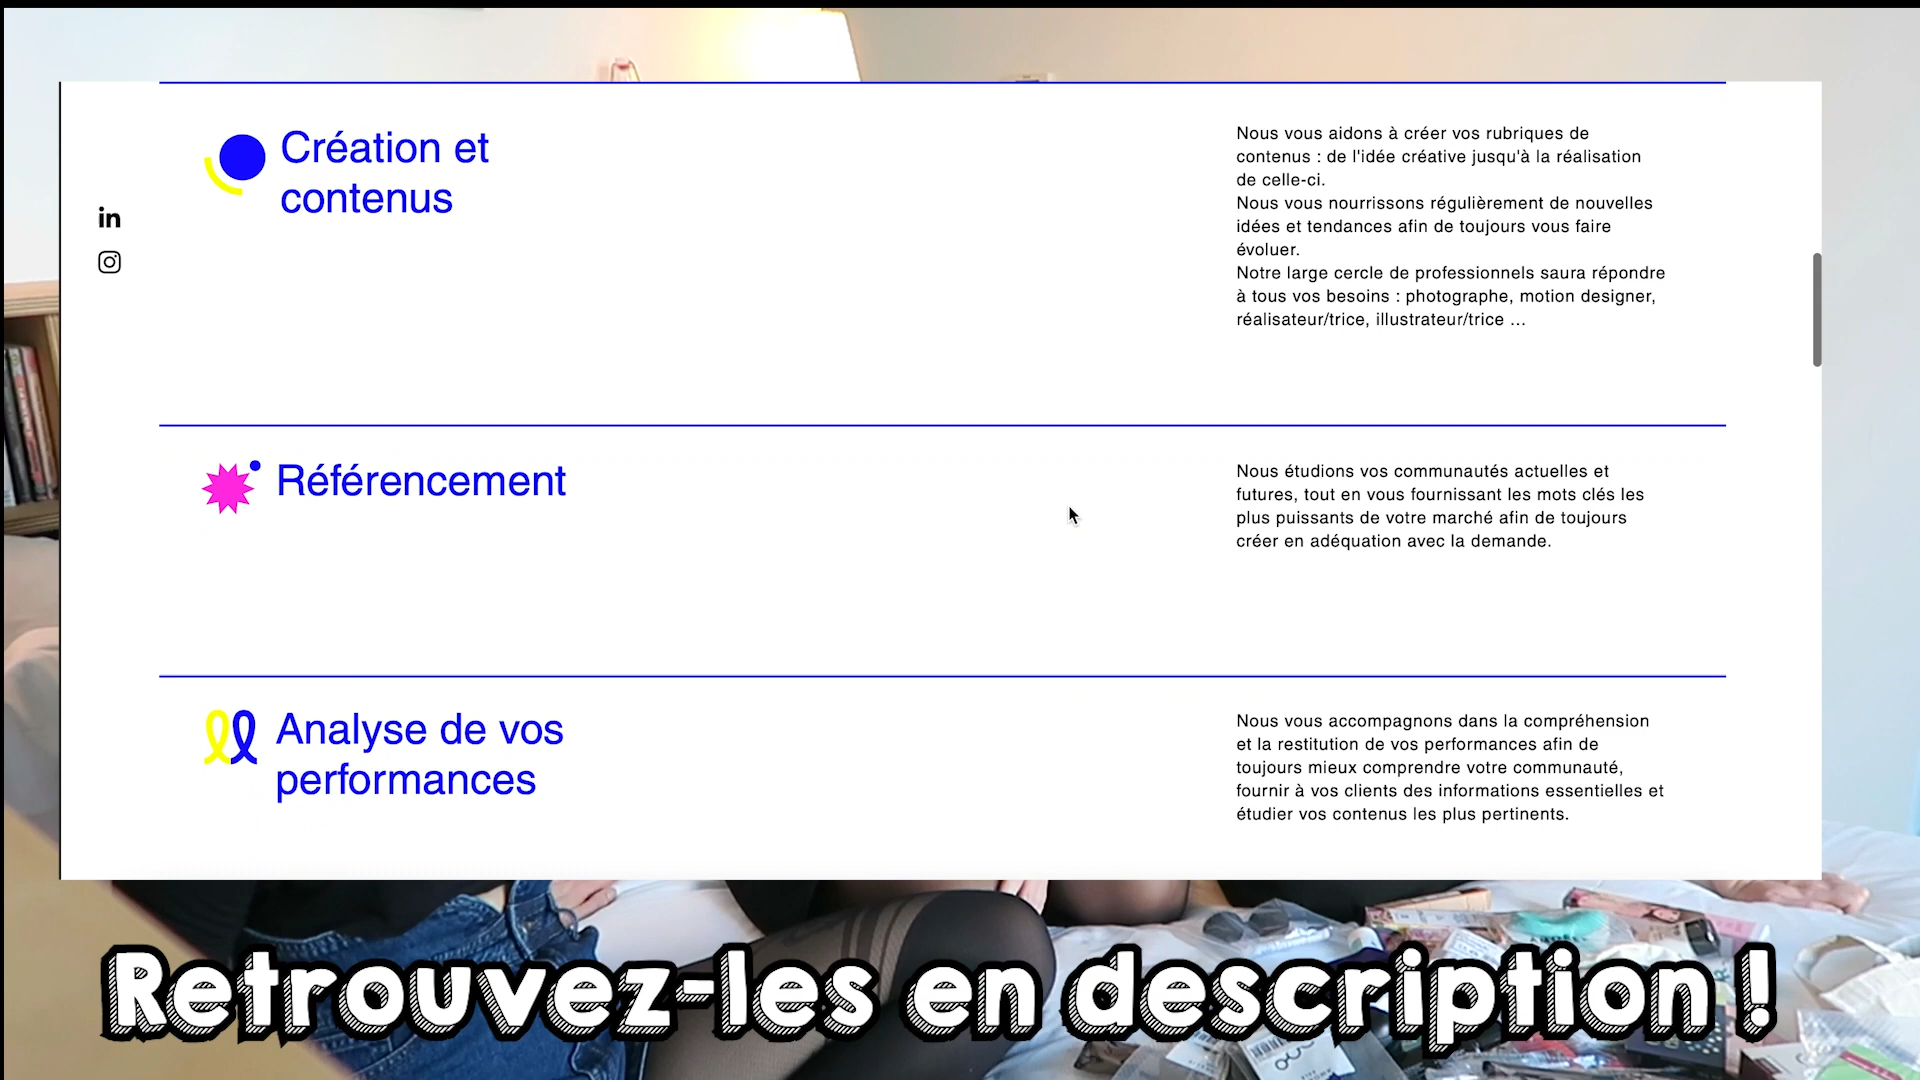 Création et
contenus
Nous vous aidons à créer vos rubriques de
contenus : de l'idée créative jusqu'à la réalisation
de celle-ci.
Nous vous nourrissons régulièrement de nouvelles
idées et tendances afin de toujours vous faire
évoluer.
Notre large cercle de professionnels saura répondre
à tous vos besoins : photographe, motion designer,
réalisateur/trice, illustrateur/trice ...
in
Référencement
Nous étudions vos communautés actuelles et
futures, tout en vous fournissant les mots clés les
plus puissants de votre marché afin de toujours
créer en adéquation avec la demande.
Analyse de vos
performances
Nous vous accompagnons dans la compréhension
et la restitution de vos performances afin de
toujours mieux comprendre votre communauté,
fournir à vos clients des informations essentielles et
étudier vos contenus les plus pertinents.
Retrouvez-les en description !